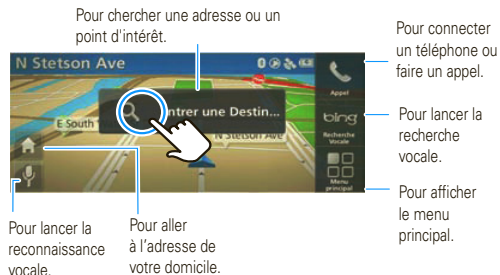 Pour chercher une adresse ou un
point d'intérêt.
Pour connecter
un téléphone ou
faire un appel.
N Stetson Ave
Appel
Entrer une Destin...
E South
N Stetson Ave
bing
Recherche
Vocale
Pour lancer la
recherche
vocale.
Menu
principal
Pour afficher
le menu
principal.
Pour lancer la
reconnaissance
vocale.
Pour aller
à l'adresse de
votre domicile.